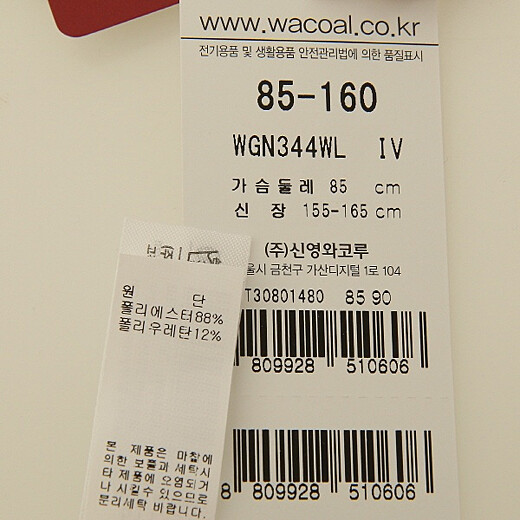 www.wacoal.co.kr
전기용품 및 생활용품 안전관리법에 의한 품질표시
85-160
WGN344WL IV
가슴둘레 85 cm
신 장 155-165 cm
(주)신영와코루
울시 금천구 가산디지털 1로 104
T30801480 85 90
809928 510606
8 809928 510606
원 단
폴리에스터88%
폴리우레탄12%
본 제품은 마찰에
의한 보풀과 세탁시
타 제품에 오염되거
나 시킬수 있으므로
분리세탁 바랍니다.